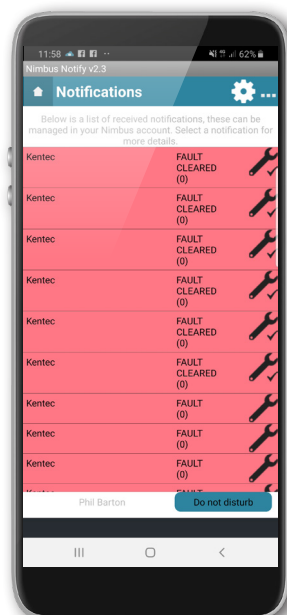 11:58
62%
Nimbus Notify v2.3
Notifications
Below is a list of received notifications, these can be
managed in your Nimbus account. Select a notification for
more details.
Kentec FAULT
CLEARED
(0)
Kentec FAULT
CLEARED
(0)
Kentec FAULT
CLEARED
(0)
Kentec FAULT
CLEARED
(0)
Kentec FAULT
CLEARED
(0)
Kentec FAULT
CLEARED
(0)
Kentec FAULT
(0)
Kentec FAULT
(0)
Kentec FAULT
(0)
Phil Barton Do not disturb